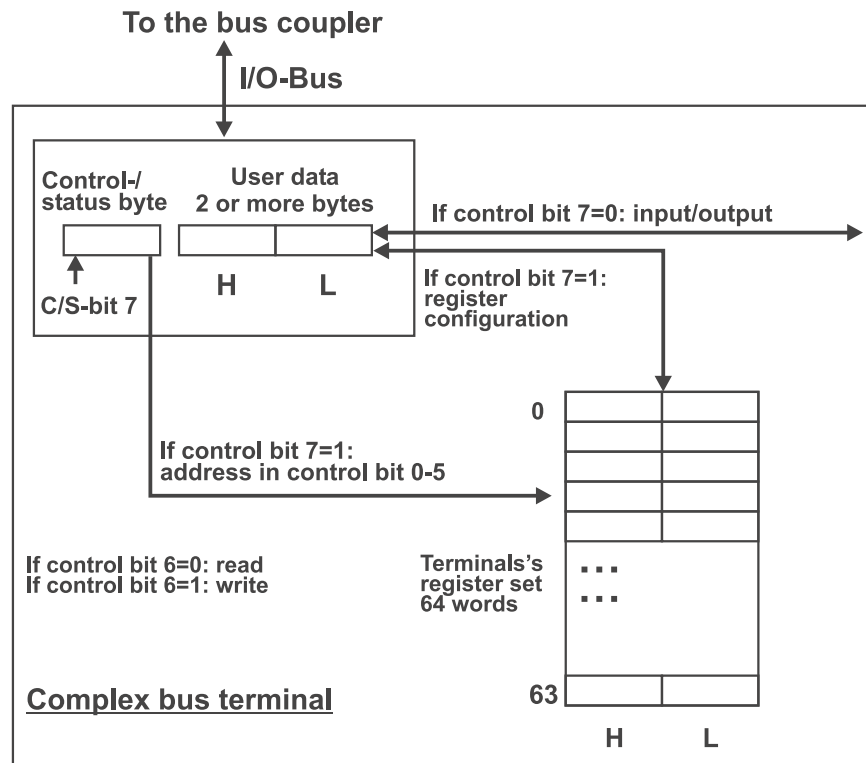 To the bus coupler
I/O-Bus
Control-/
status byte
User data
2 or more bytes
If control bit 7=0: input/output
H
L
C/S-bit 7
If control bit 7=1:
register
configuration
0
If control bit 7=1:
address in control bit 0-5
If control bit 6=0: read
If control bit 6=1: write
Terminals's
register set
64 words
...
...
Complex bus terminal
63
H
L